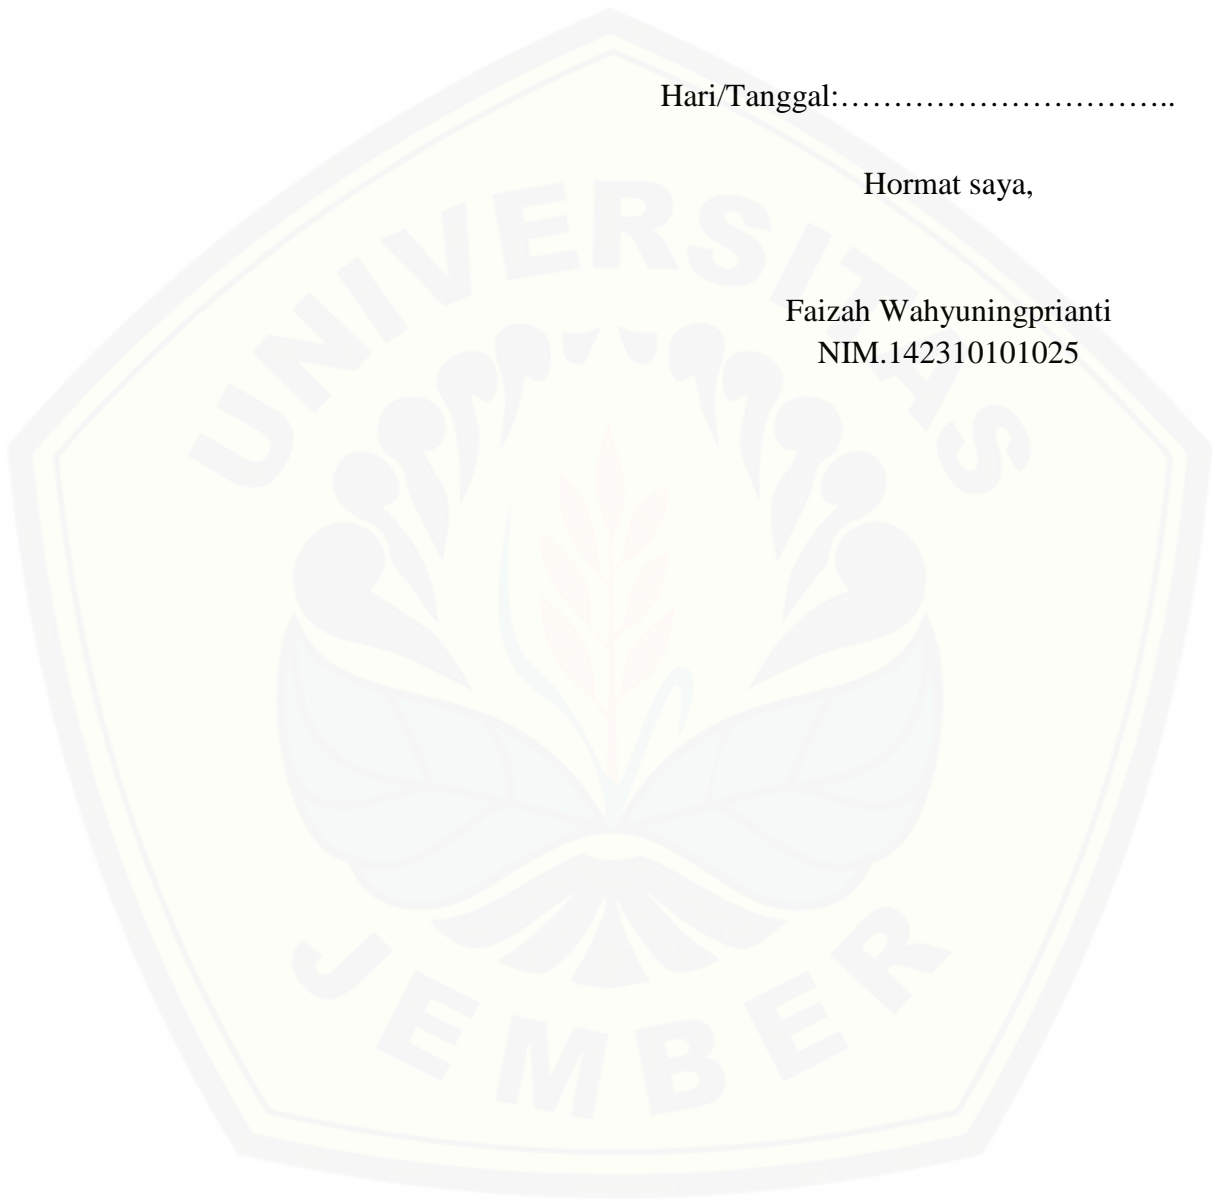 Hari/Tanggal:…………………………..
Hormat saya,
Faizah Wahyuningprianti
NIM.142310101025
UNIVERSITAS
JEMBER